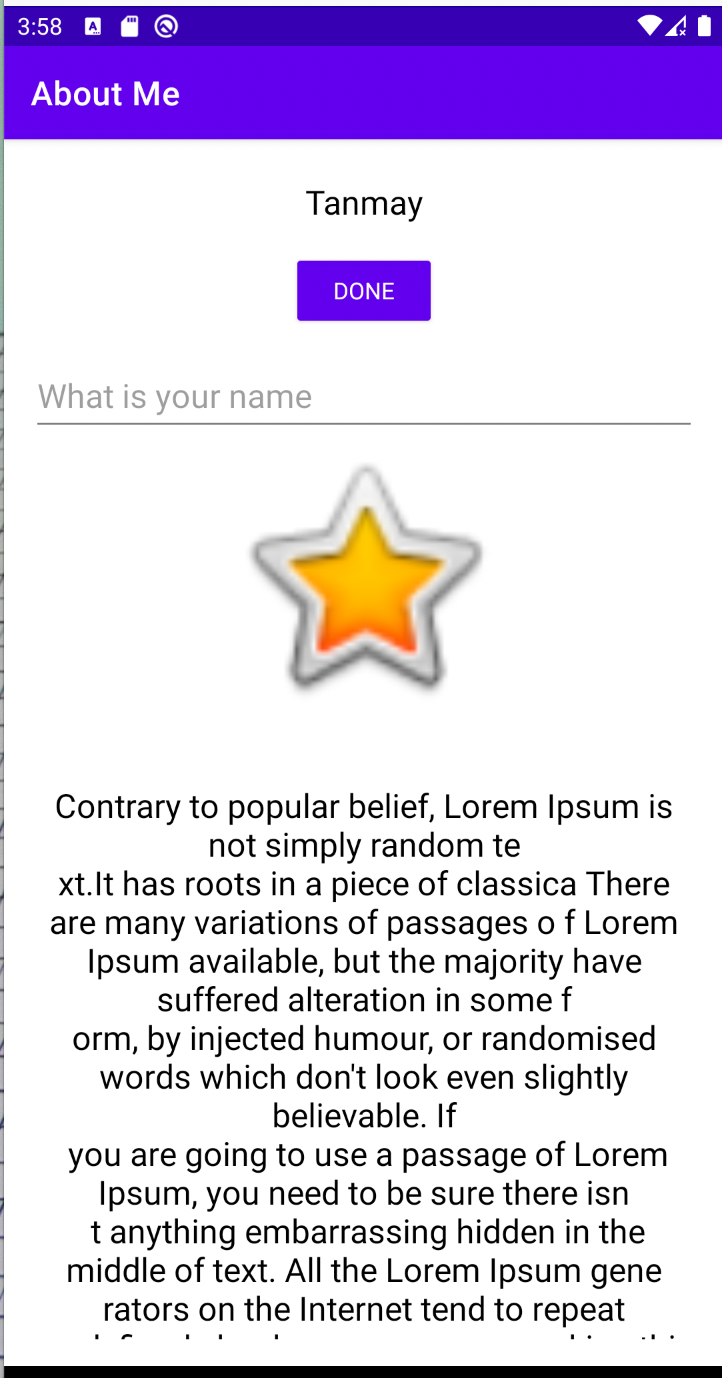 3:58
About Me
Tanmay
DONE
What is your name
Contrary to popular belief, Lorem Ipsum is
not simply random te
xt.It has roots in a piece of classica There
are many variations of passages o f Lorem
Ipsum available, but the majority have
suffered alteration in some f
orm, by injected humour, or randomised
words which don't look even slightly
believable. If
you are going to use a passage of Lorem
Ipsum, you need to be sure there isn
t anything embarrassing hidden in the
middle of text. All the Lorem Ipsum gene
rators on the Internet tend to repeat